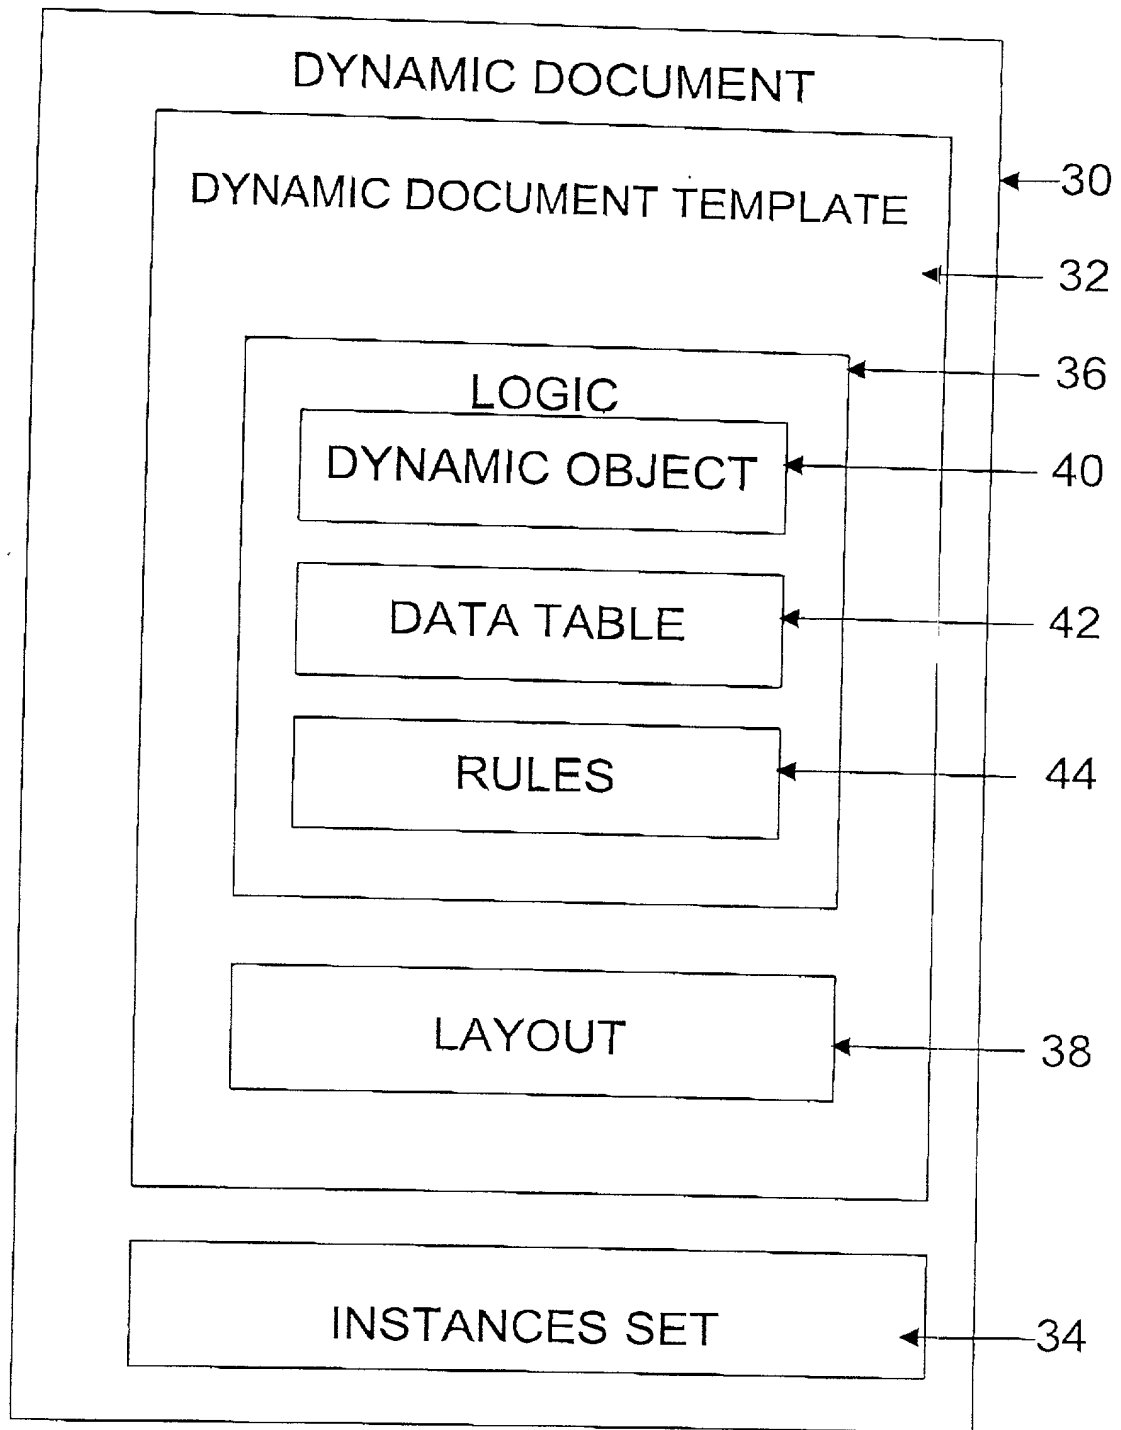 DYNAMIC DOCUMENT
DYNAMIC DOCUMENT TEMPLATE
30
32
LOGIC
36
DYNAMIC OBJECT
40
DATA TABLE
42
RULES
44
LAYOUT
38
INSTANCES SET
34